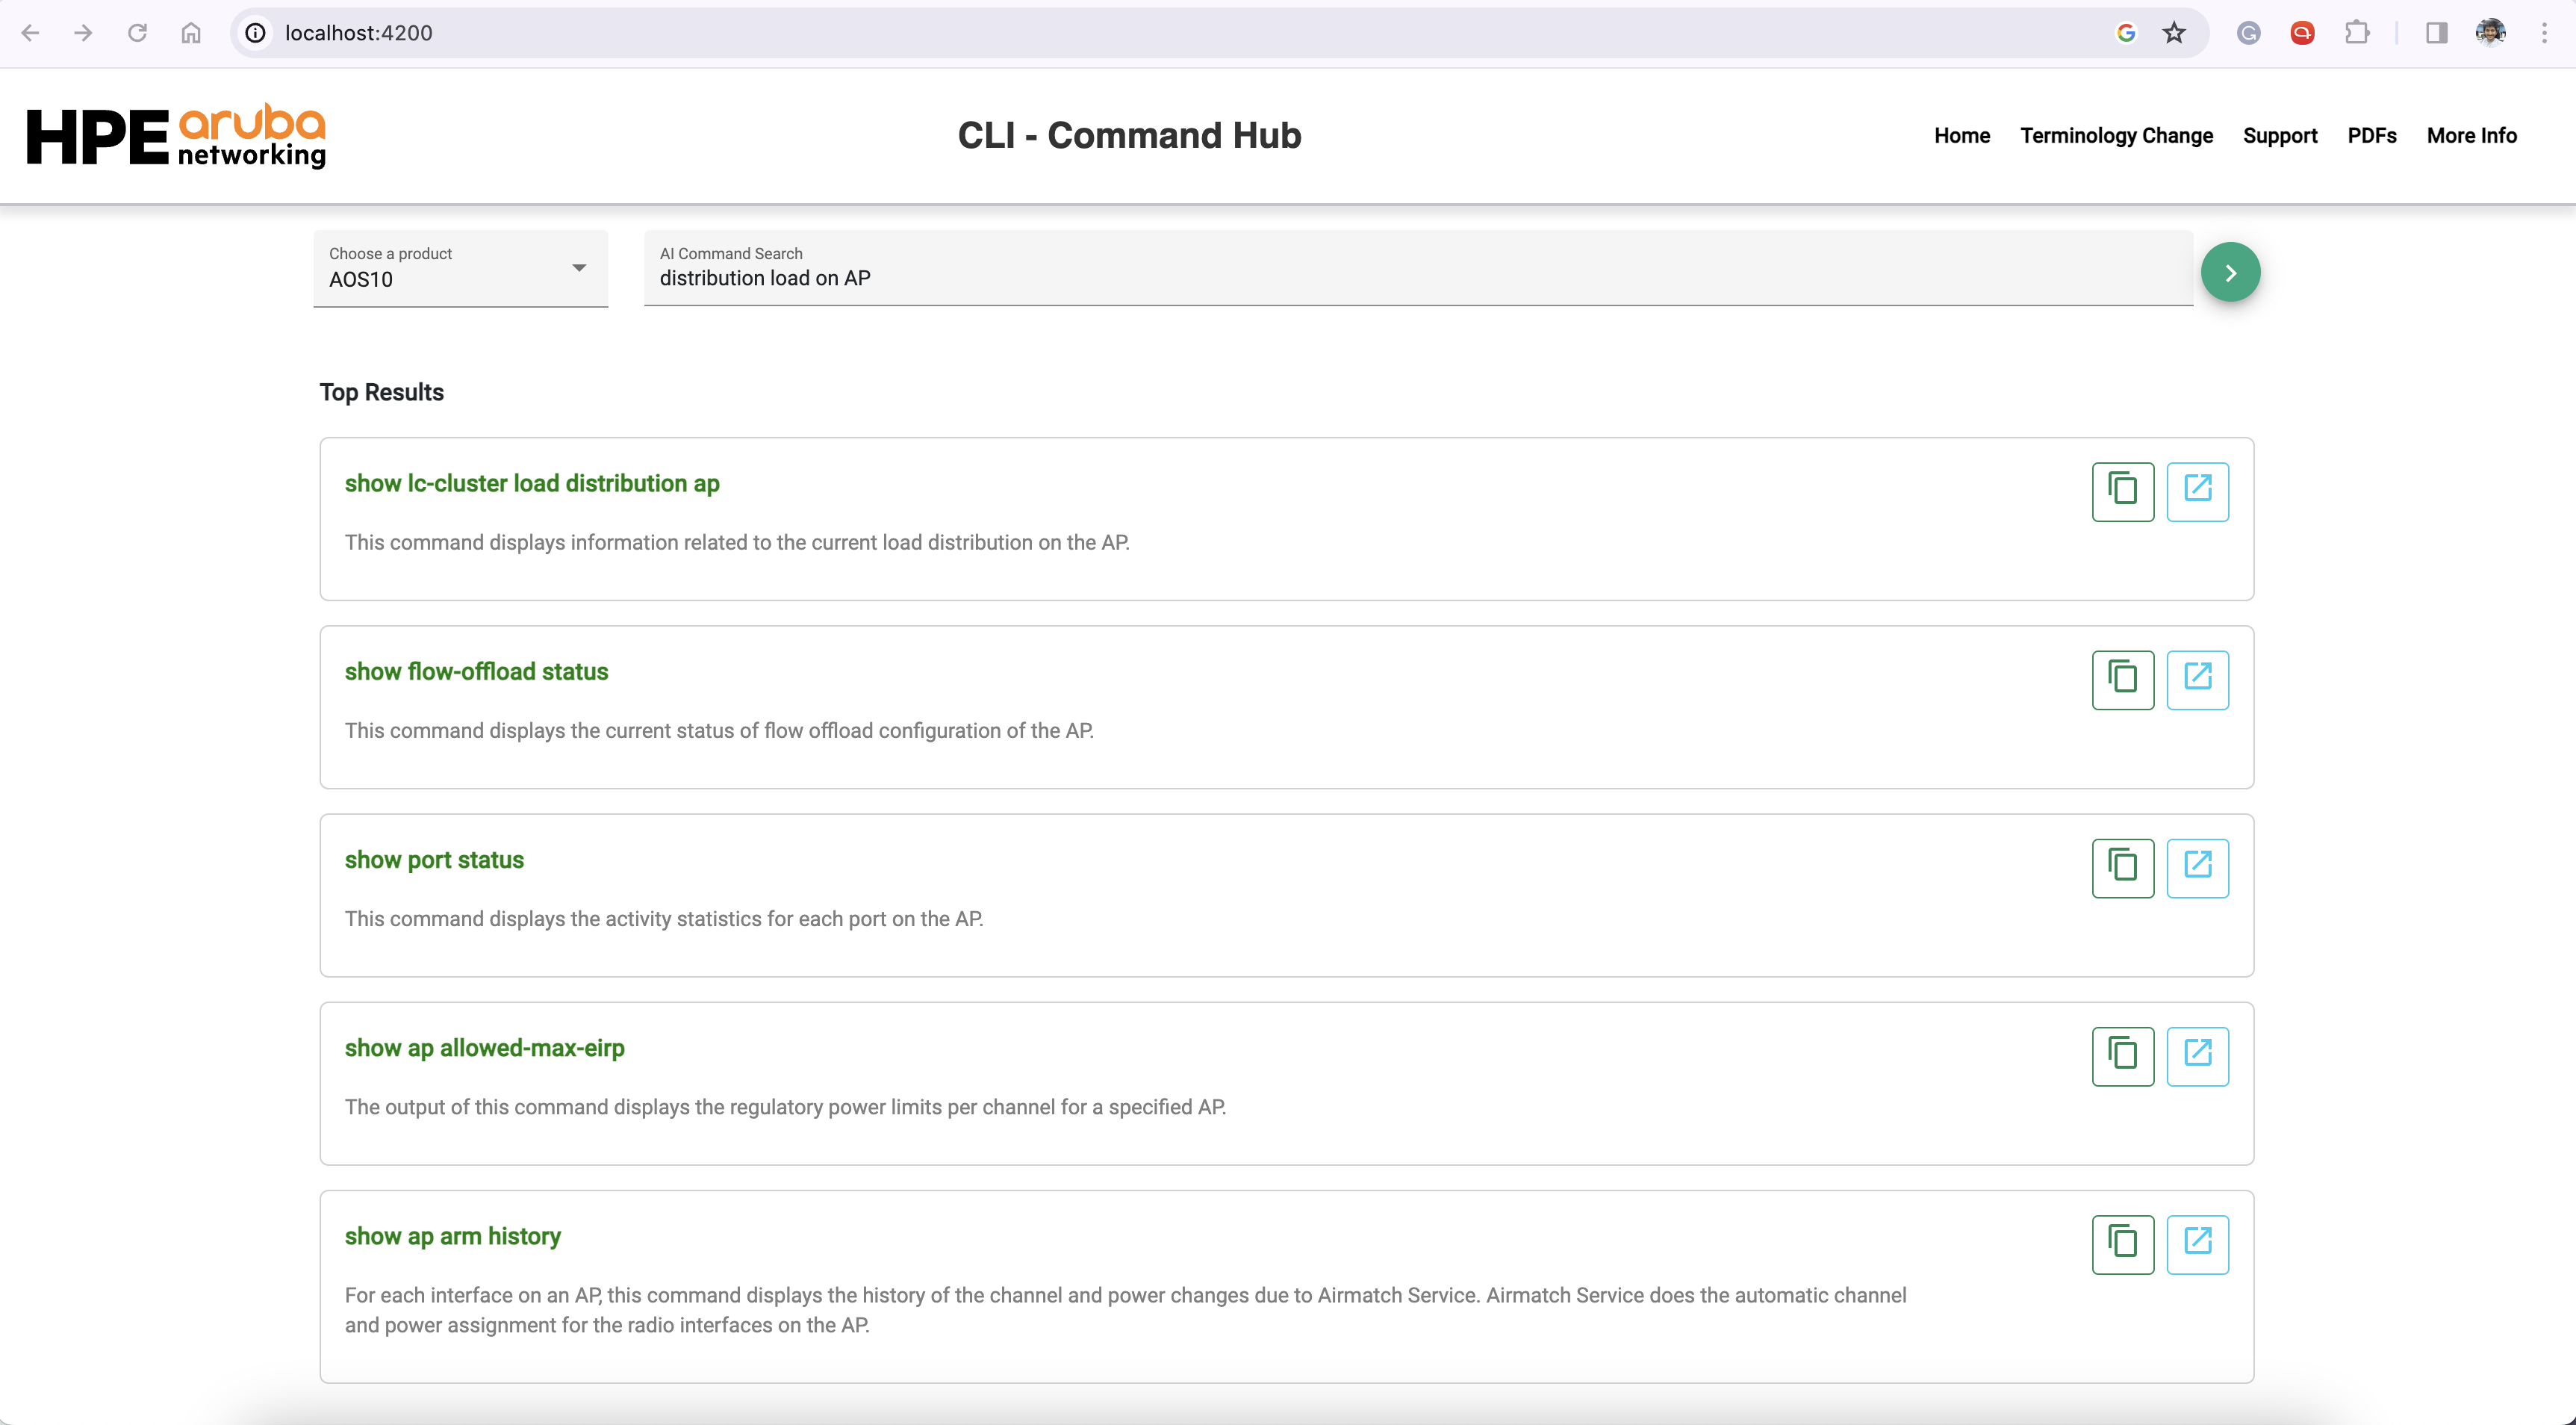 localhost:4200
HPE aruba
networking
CLI - Command Hub
Home Terminology Change Support PDFs More Info
Choose a product
AOS10
AI Command Search
distribution load on AP
Top Results
show lc-cluster load distribution ap
This command displays information related to the current load distribution on the AP.
show flow-offload status
This command displays the current status of flow offload configuration of the AP.
show port status
This command displays the activity statistics for each port on the AP.
show ap allowed-max-eirp
The output of this command displays the regulatory power limits per channel for a specified AP.
show ap arm history
For each interface on an AP, this command displays the history of the channel and power changes due to Airmatch Service. Airmatch Service does the automatic channel
and power assignment for the radio interfaces on the AP.